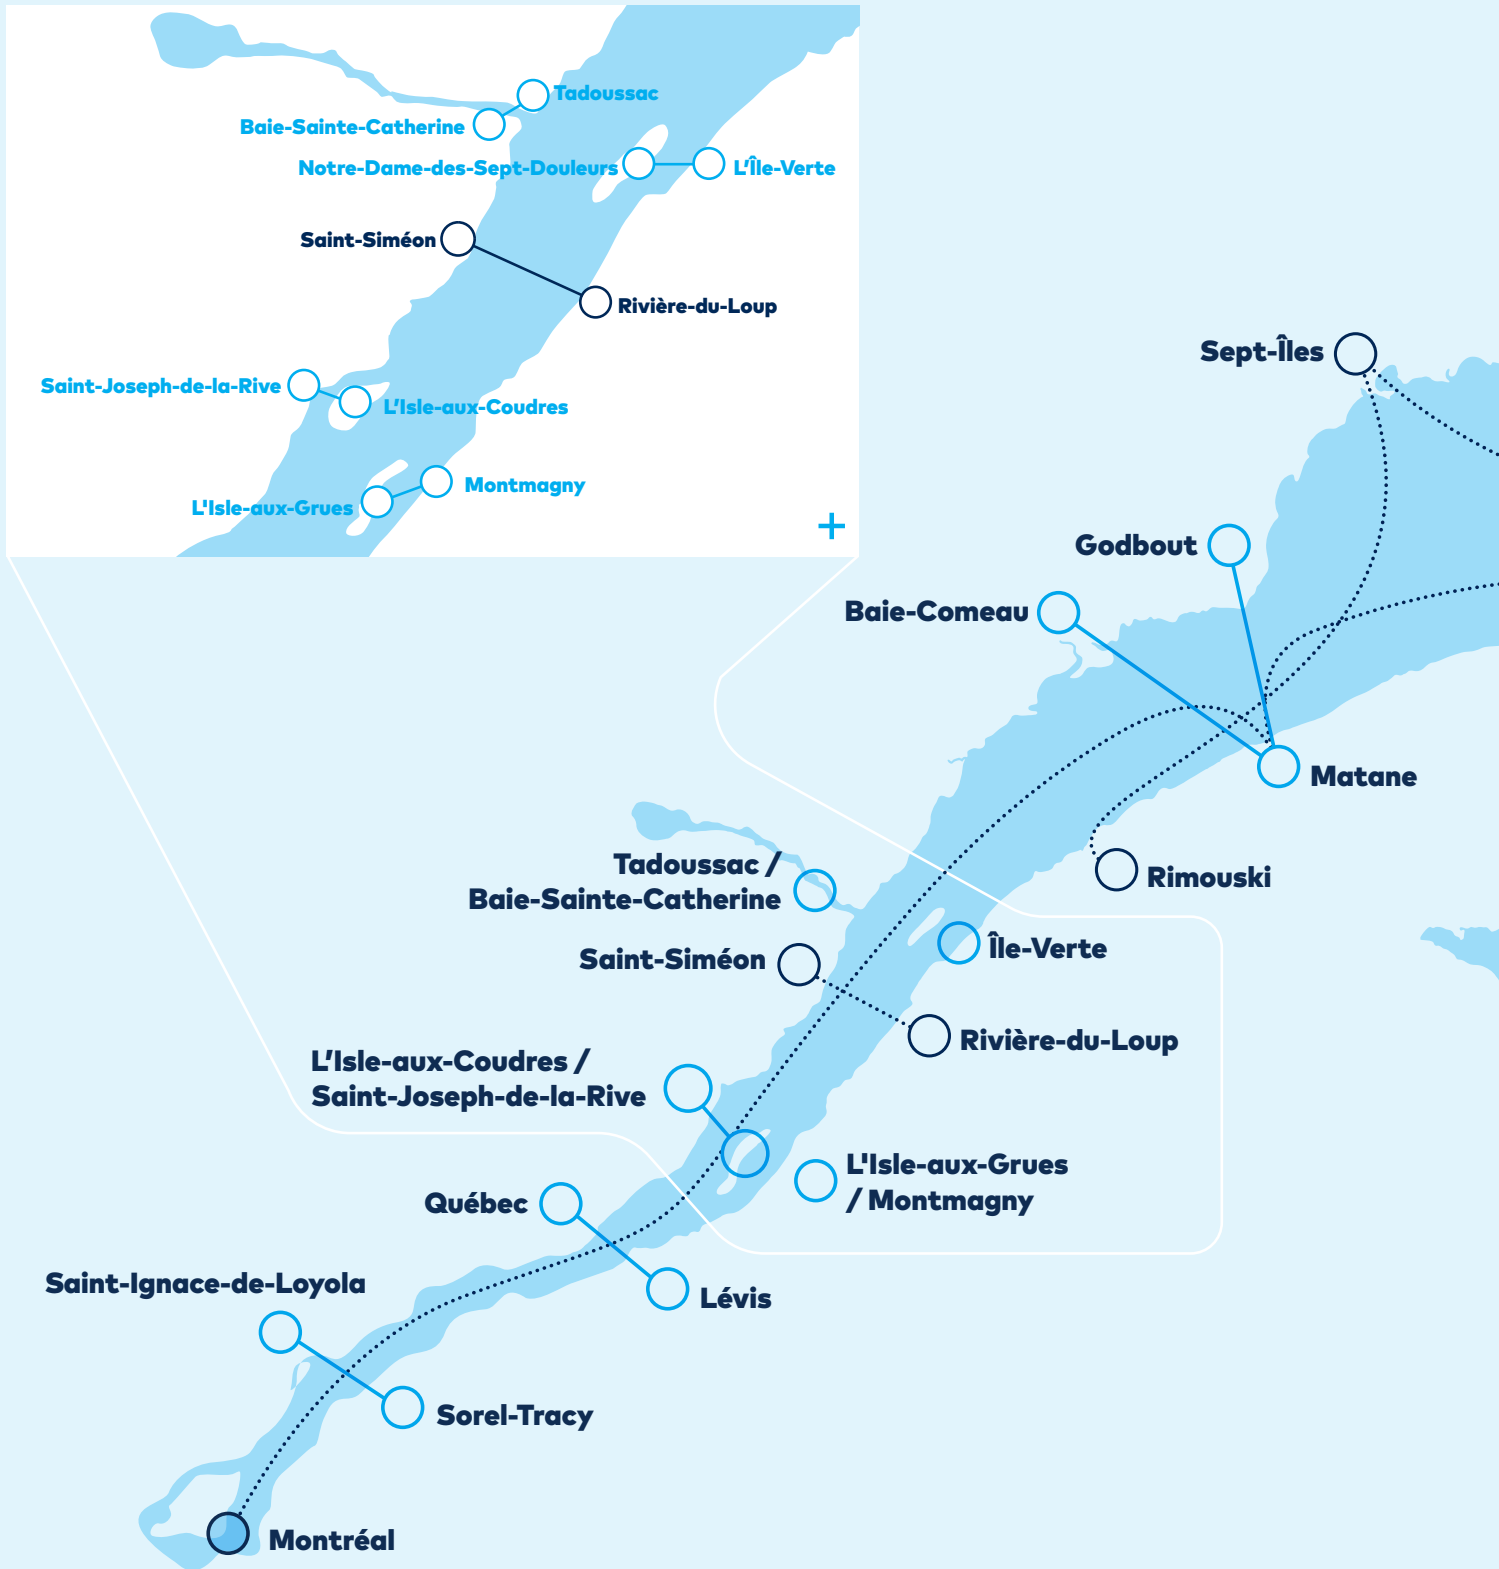 Tadoussac
Baie-Sainte-Catherine
Notre-Dame-des-Sept-Douleurs
L’Île-Verte
Saint-Siméon
Rivière-du-Loup
Saint-Joseph-de-la-Rive
L’Isle-aux-Coudres
Montmagny
L'Isle-aux-Grues
+
Sept-Îles
Godbout
Baie-Comeau
Matane
Tadoussac /
Baie-Sainte-Catherine
Rimouski
Île-Verte
Saint-Siméon
Rivière-du-Loup
L’Isle-aux-Coudres /
Saint-Joseph-de-la-Rive
L'Isle-aux-Grues
/ Montmagny
Québec
Lévis
Saint-Ignace-de-Loyola
Sorel-Tracy
Montréal